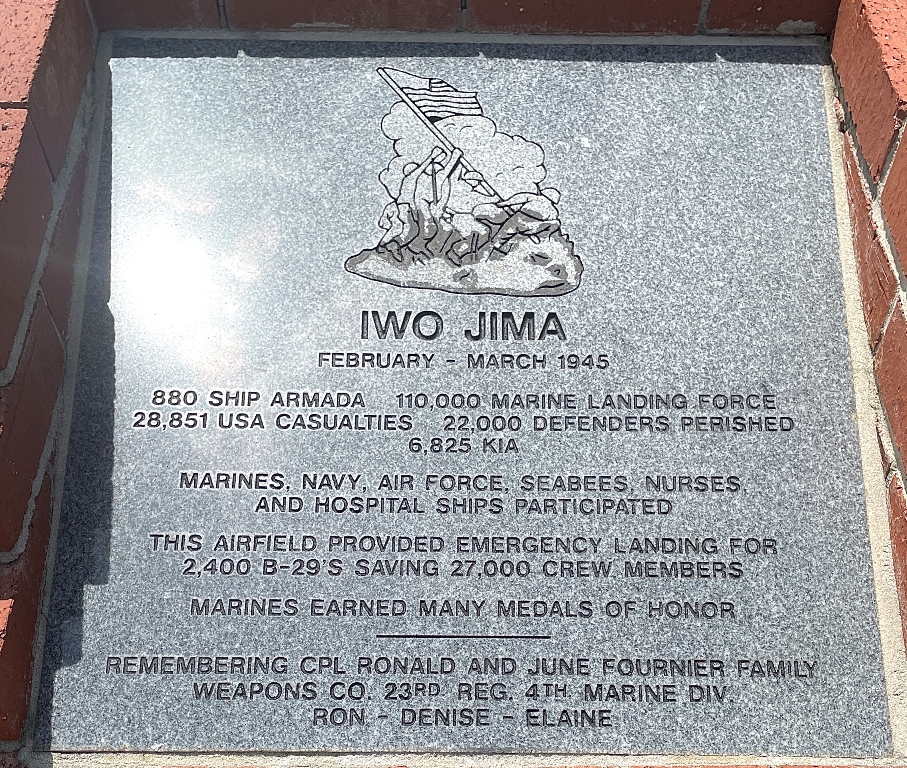 IWO JIMA
FEBRUARY - MARCH 1945
880 SHIP ARMADA 110,000 MARINE LANDING FORCE
28,851 USA CASUALTIES 22,000 DEFENDERS PERISHED
6,825 KIA
MARINES, NAVY, AIR FORCE, SEABEES, NURSES
AND HOSPITAL SHIPS PARTICIPATED
THIS AIRFIELD PROVIDED EMERGENCY LANDING FOR
2,400 B-29'S SAVING 27,000 CREW MEMBERS
MARINES EARNED MANY MEDALS OF HONOR
REMEMBERING CPL RONALD AND JUNE FOURNIER FAMILY
WEAPONS CO. 23RD REG. 4TH MARINE DIV.
RON - DENISE - ELAINE